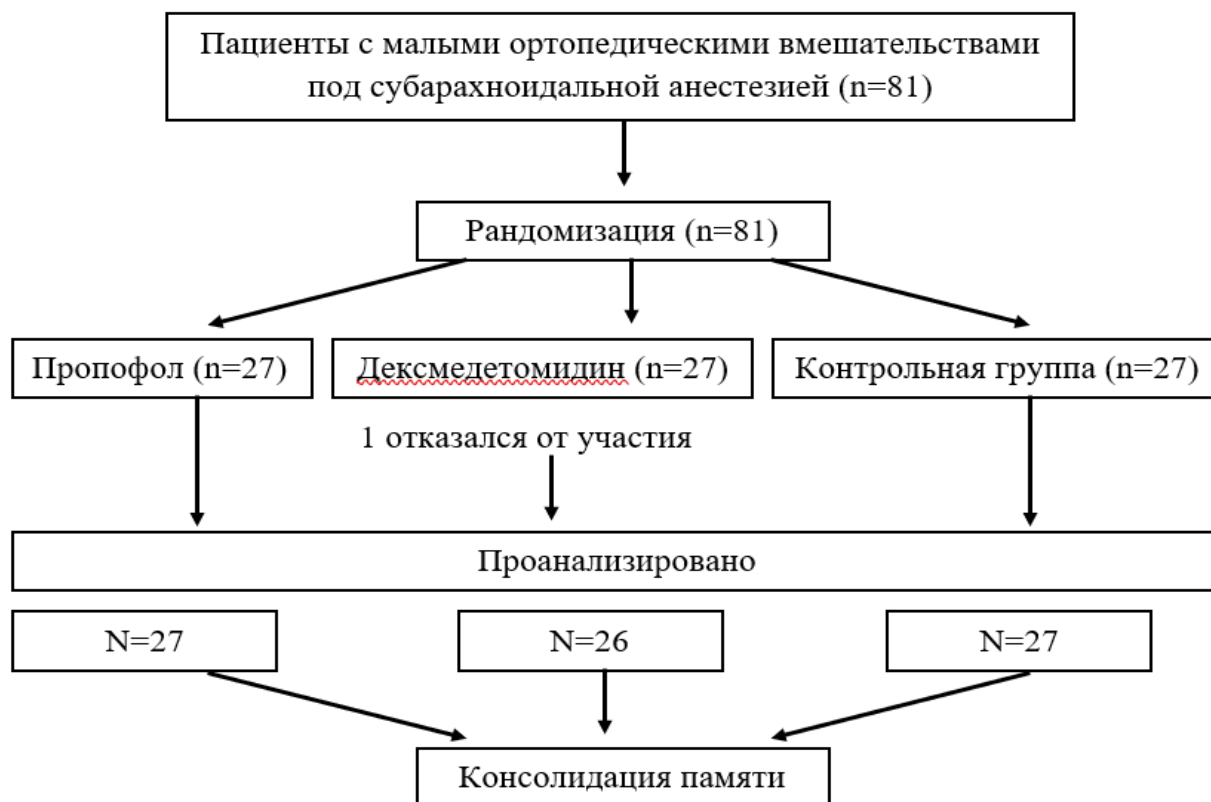 Пациенты с малыми ортопедическими вмешательствами
под субарахноидальной анестезией (n=81)
Рандомизация (n=81)
Пропофол (n=27)
Дексмедетомидин (n=27)
Контрольная группа (n=27)
1 отказался от участия
Проанализировано
N=27
N=26
N=27
Консолидация памяти